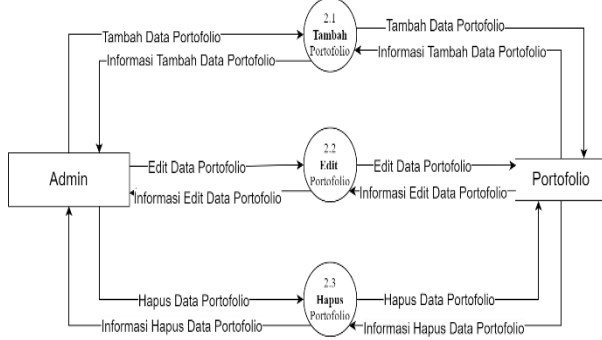 2.1
Tambah
Portofolio
Tambah Data Portofolio
Tambah Data Portofolio
Informasi Tambah Data Portofolio
Informasi Tambah Data Portofolio
2.2
Edit
Portofolio
Admin
Edit Data Portofolio
Edit Data Portofolio
Portofolio
Informasi Edit Data Portofolio
Informasi Edit Data Portofolio
2.3
Hapus
Portofolio
Hapus Data Portofolio
Hapus Data Portofolio
Informasi Hapus Data Portofolio
Informasi Hapus Data Portofolio